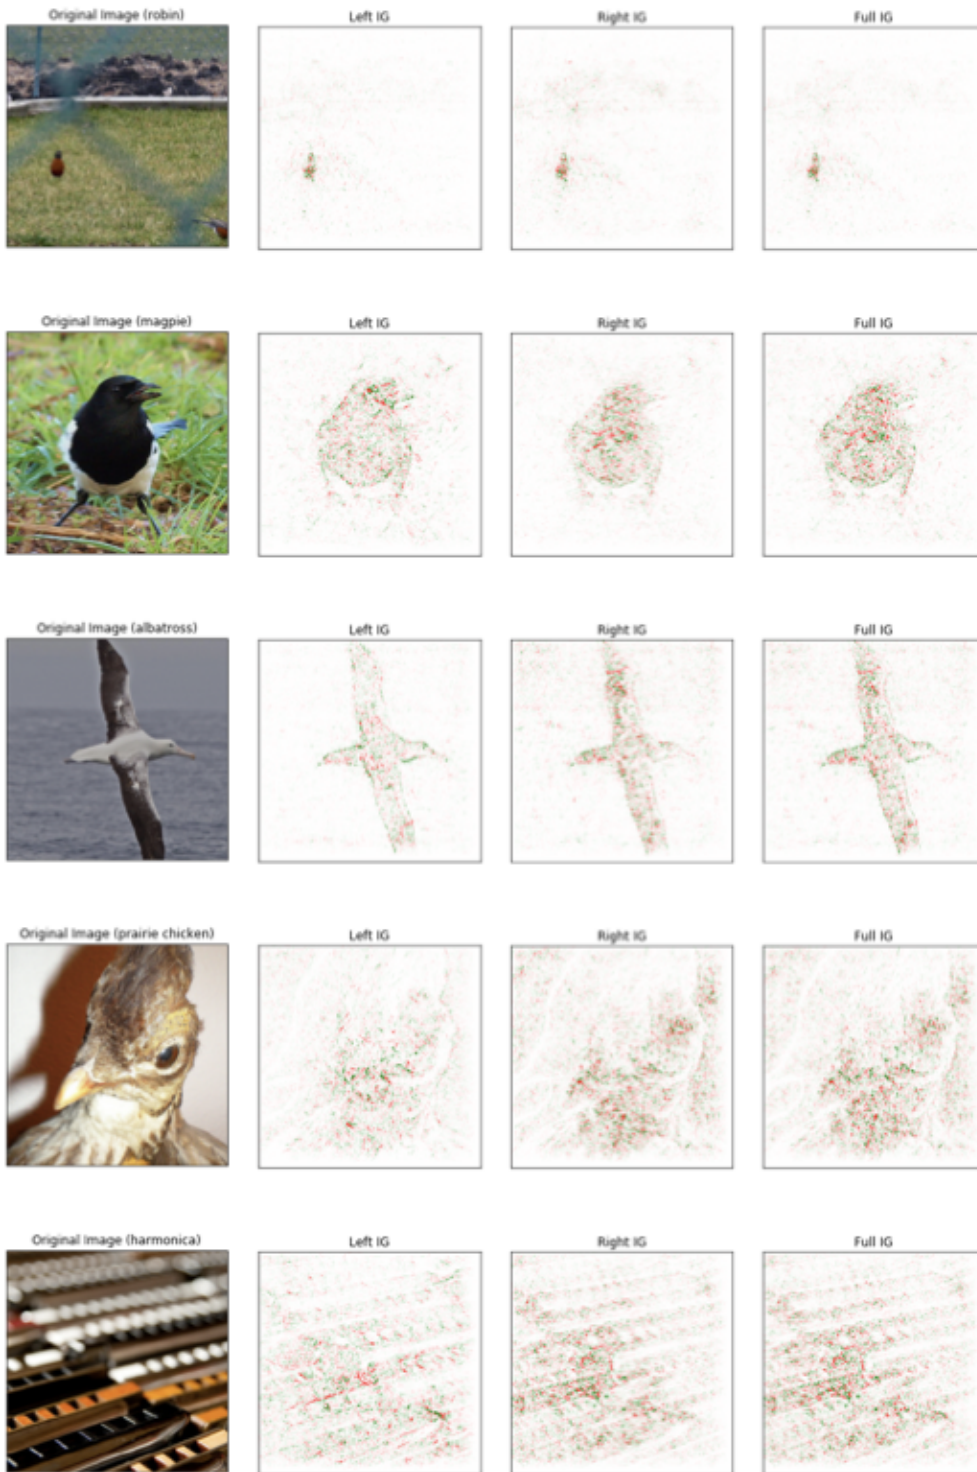 Original Image (robin) Left IG Right IG Full IG
Original Image (magpie) Left IG Right IG Full IG
Original Image (albatross) Left IG Right IG Full IG
Original Image (prairie chicken) Left IG Right IG Full IG
Original Image (harmonica) Left IG Right IG Full IG